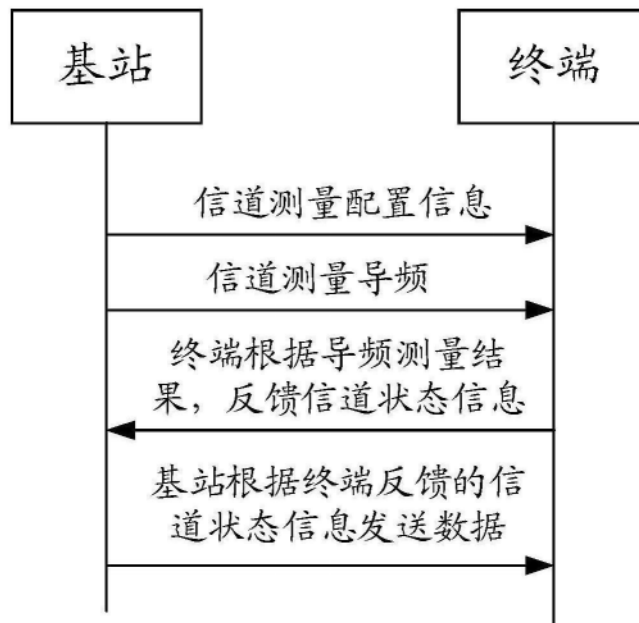 基站
终端
信道测量配置信息
信道测量导频
终端根据导频测量结
果，反馈信道状态信息
基站根据终端反馈的信
道状态信息发送数据